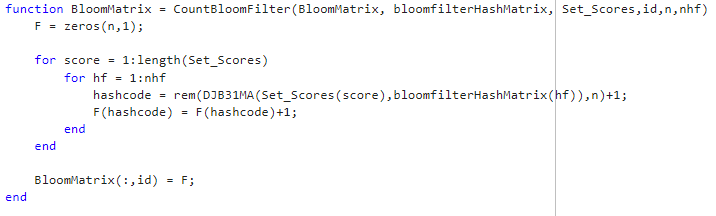 function BloomMatrix = CountBloomFilter(BloomMatrix, bloomfilterHashMatrix, Set_Scores,id,n,nhf)
    F = zeros(n,1);

    for score = 1:length(Set_Scores)
        for hf = 1:nhf
            hashcode = rem(DJB31MA(Set_Scores(score),bloomfilterHashMatrix(hf)),n)+1;
            F(hashcode) = F(hashcode)+1;
        end
    end

    BloomMatrix(:,id) = F;
end